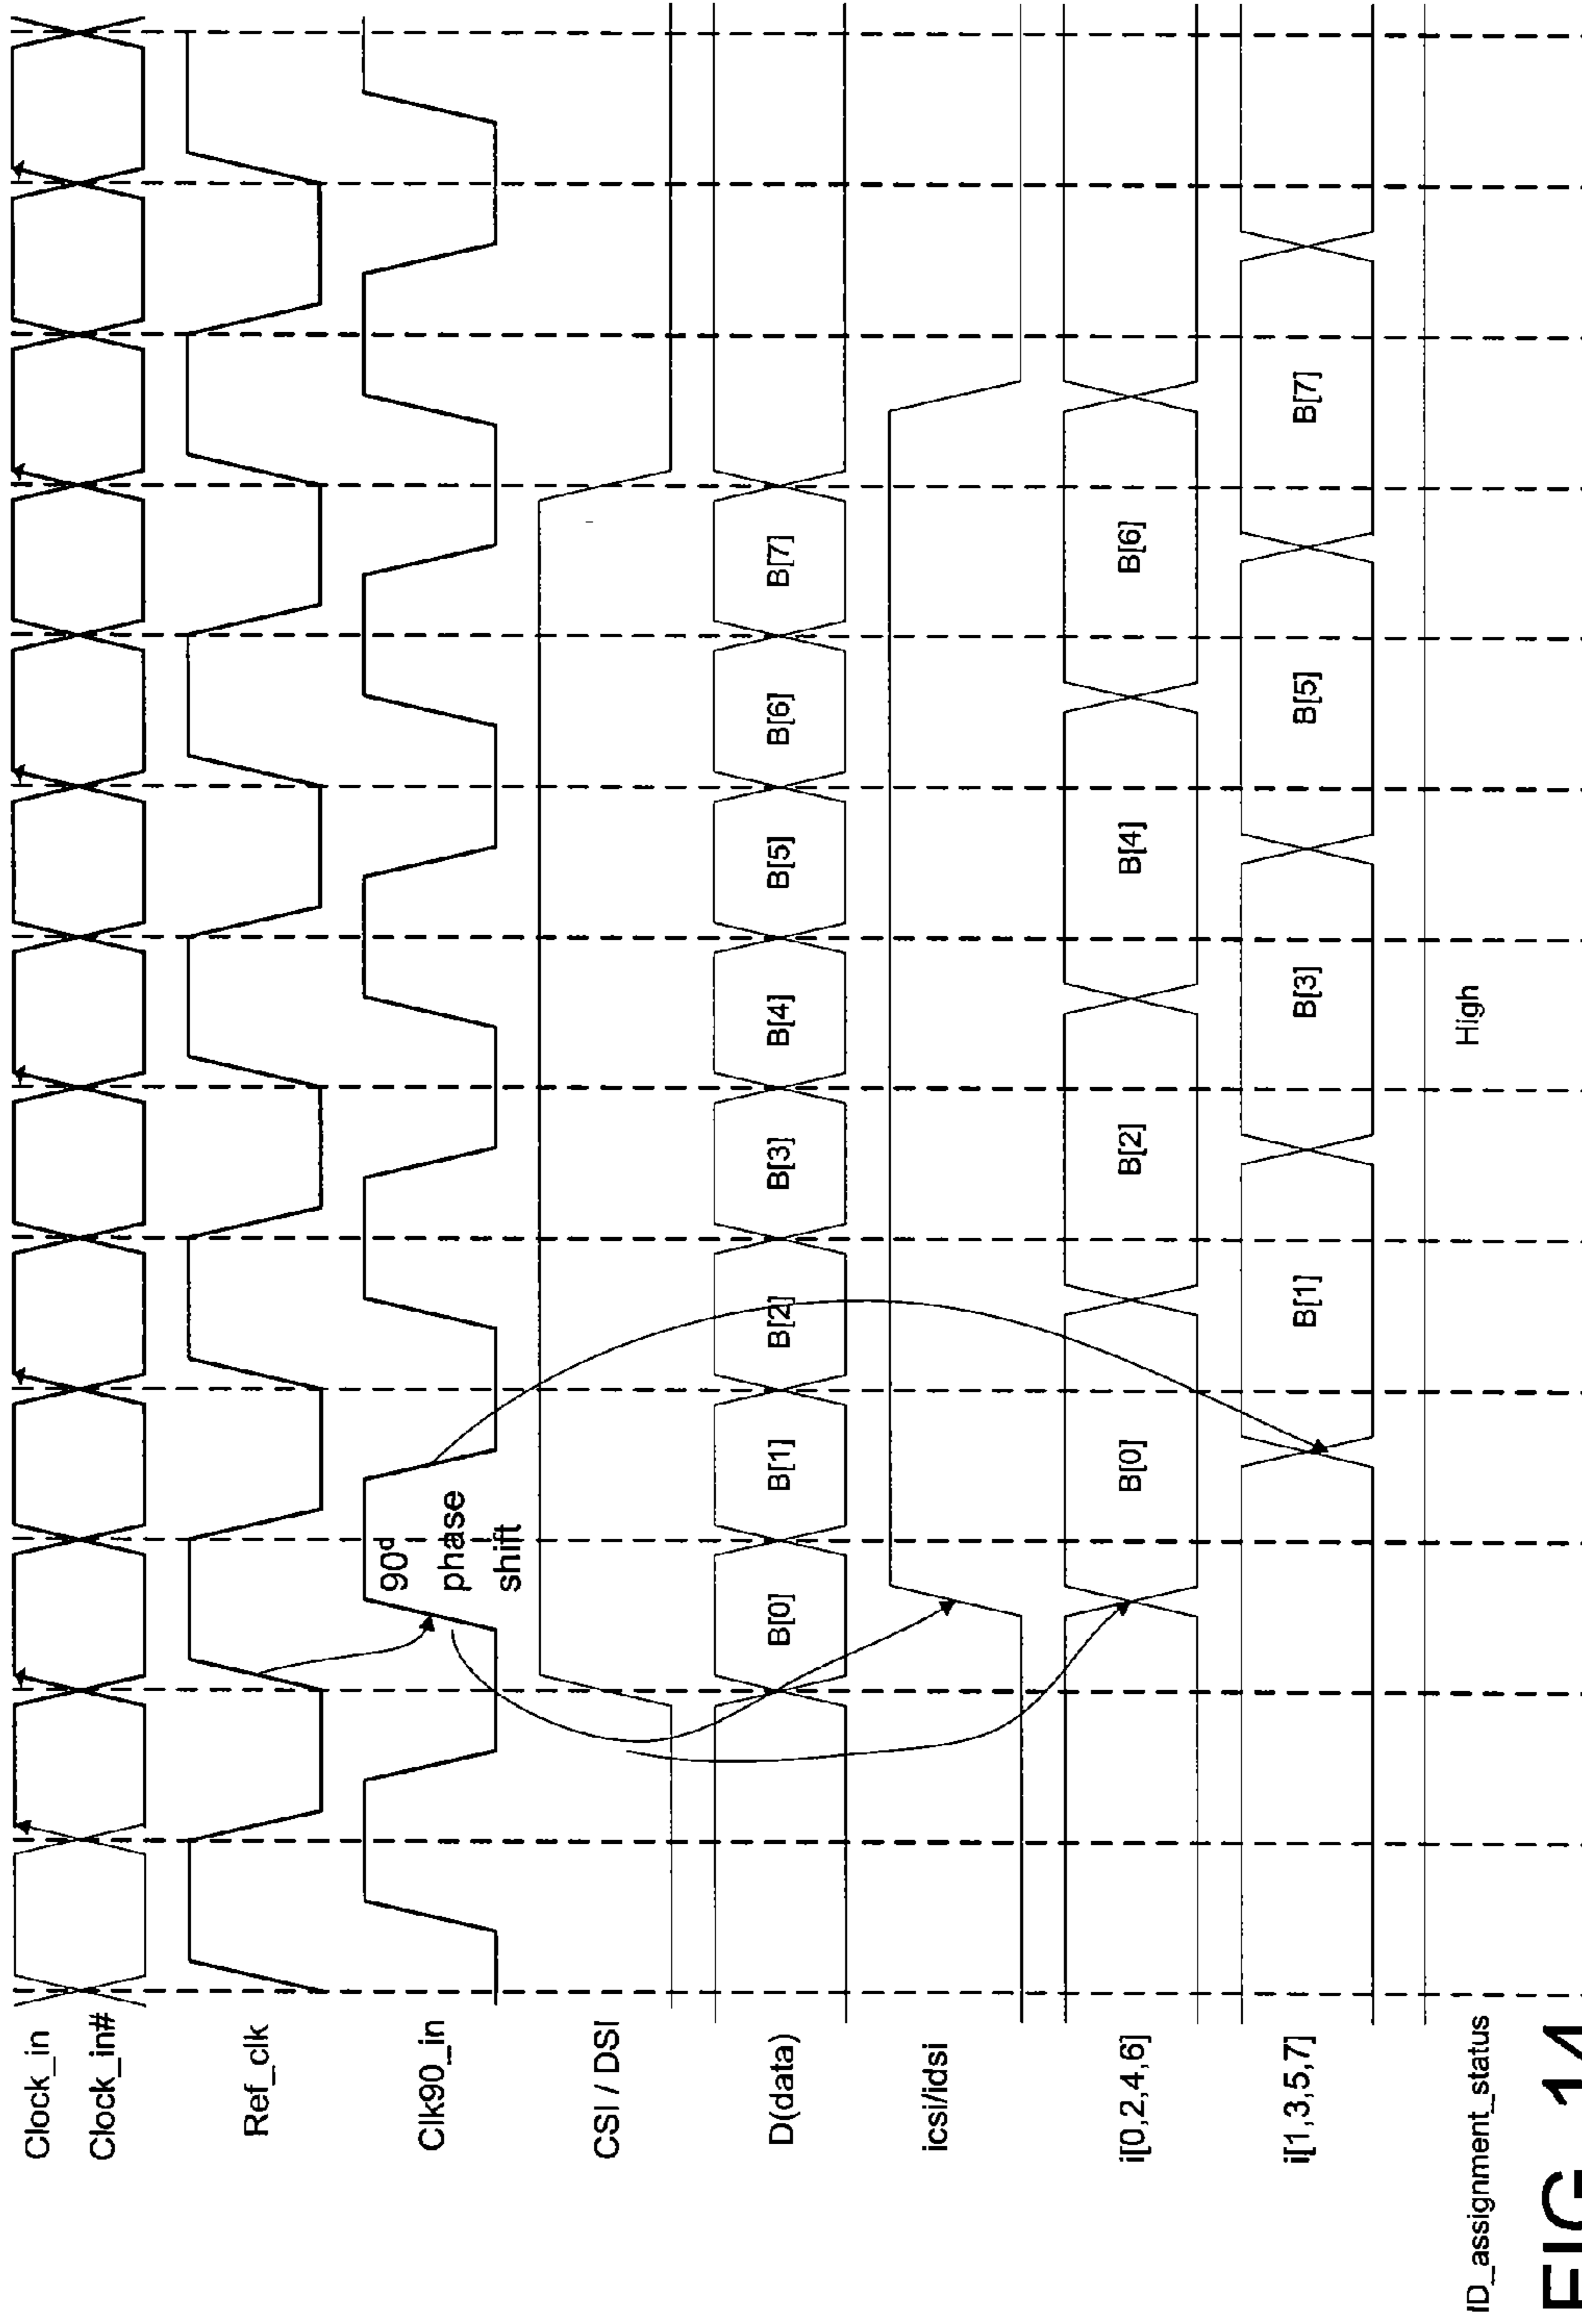 Clock_in
Clock_in#
Ref_clk
Clk90_in
90d
phase
shift
CSI / DSI
D(data)
B[0] B[1] B[2] B[3] B[4] B[5] B[6] B[7]
icsi/idsi
i[0,2,4,6]
B[0] B[2] B[4] B[6]
i[1,3,5,7]
B[1] B[3] B[5] B[7]
ID_assignment_status
High
FIG. 14